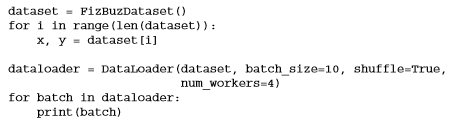 dataset = FizBuzDataset()
for i in range(len(dataset)):
    x, y = dataset[i]

dataloader = DataLoader(dataset, batch_size=10, shuffle=True,
                        num_workers=4)
for batch in dataloader:
    print(batch)